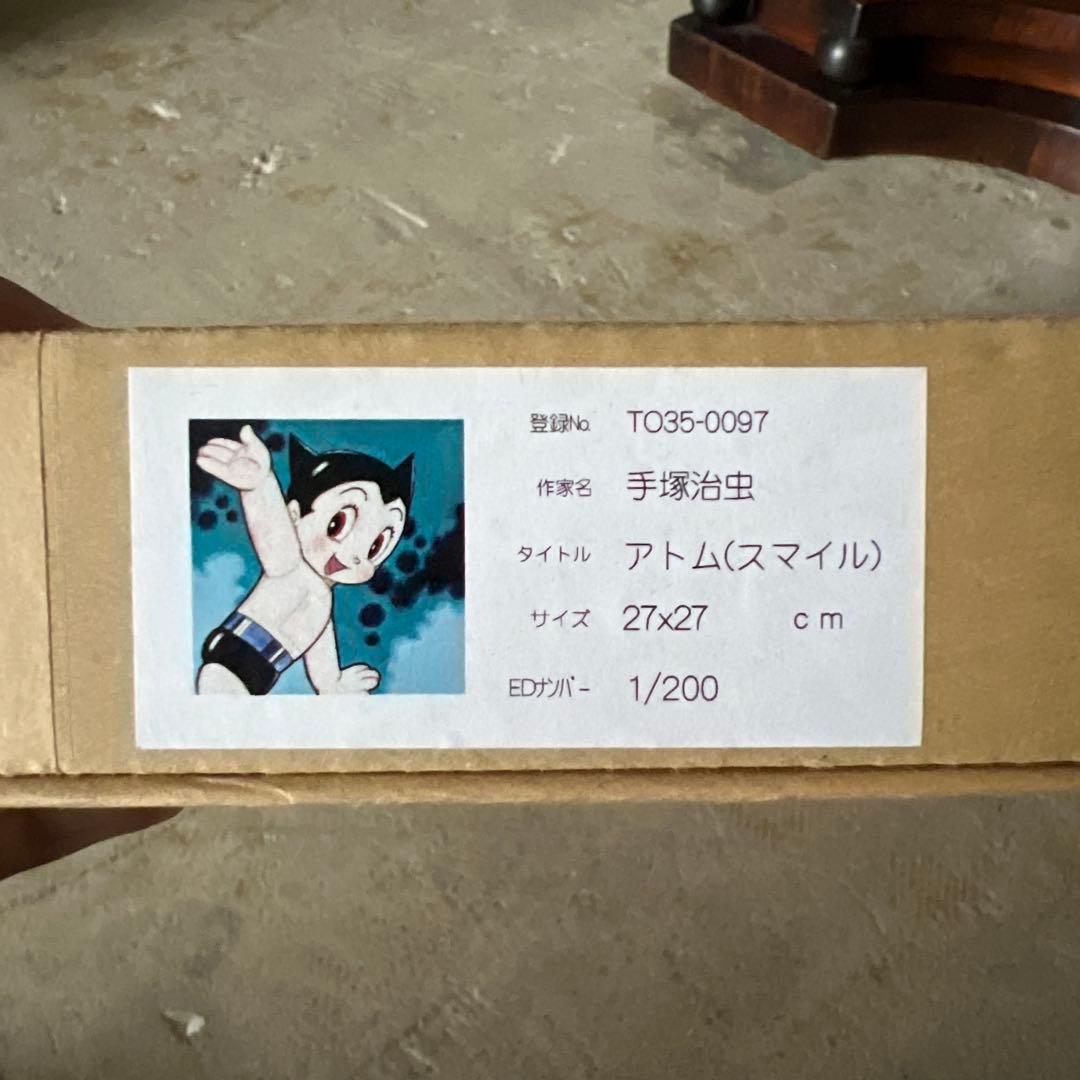 登録No. TO35-0097
作家名 手塚治虫
タイトル アトム(スマイル)
サイズ 27x27 cm
EDナンバー 1/200